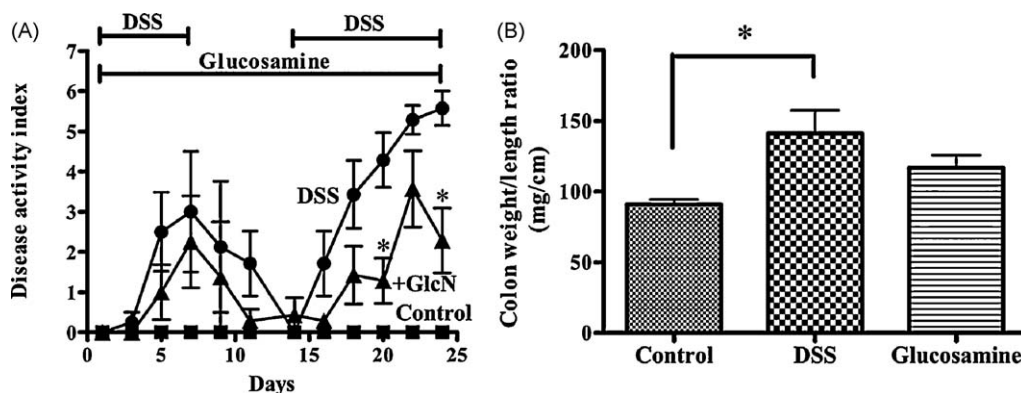 (A)
DSS DSS
Glucosamine
Disease activity index
7
6
5
4
3
2
1
0
DSS
*
*
+GlcN
Control
0 5 10 15 20 25
Days
(B)
Colon weight/length ratio
(mg/cm)
200
150
100
50
0
*
Control DSS Glucosamine